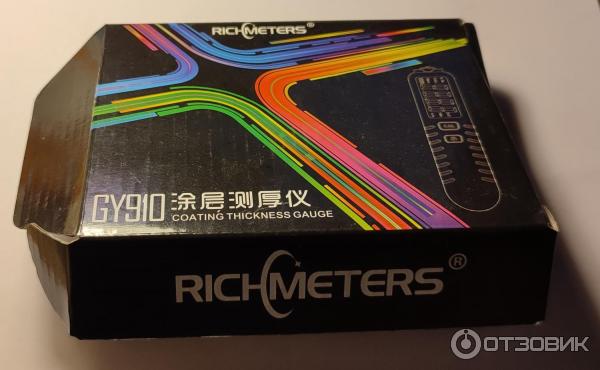 RICHMETERS®
GY910 涂层测厚仪
COATING THICKNESS GAUGE
RICHMETERS®
ОТЗОВИК